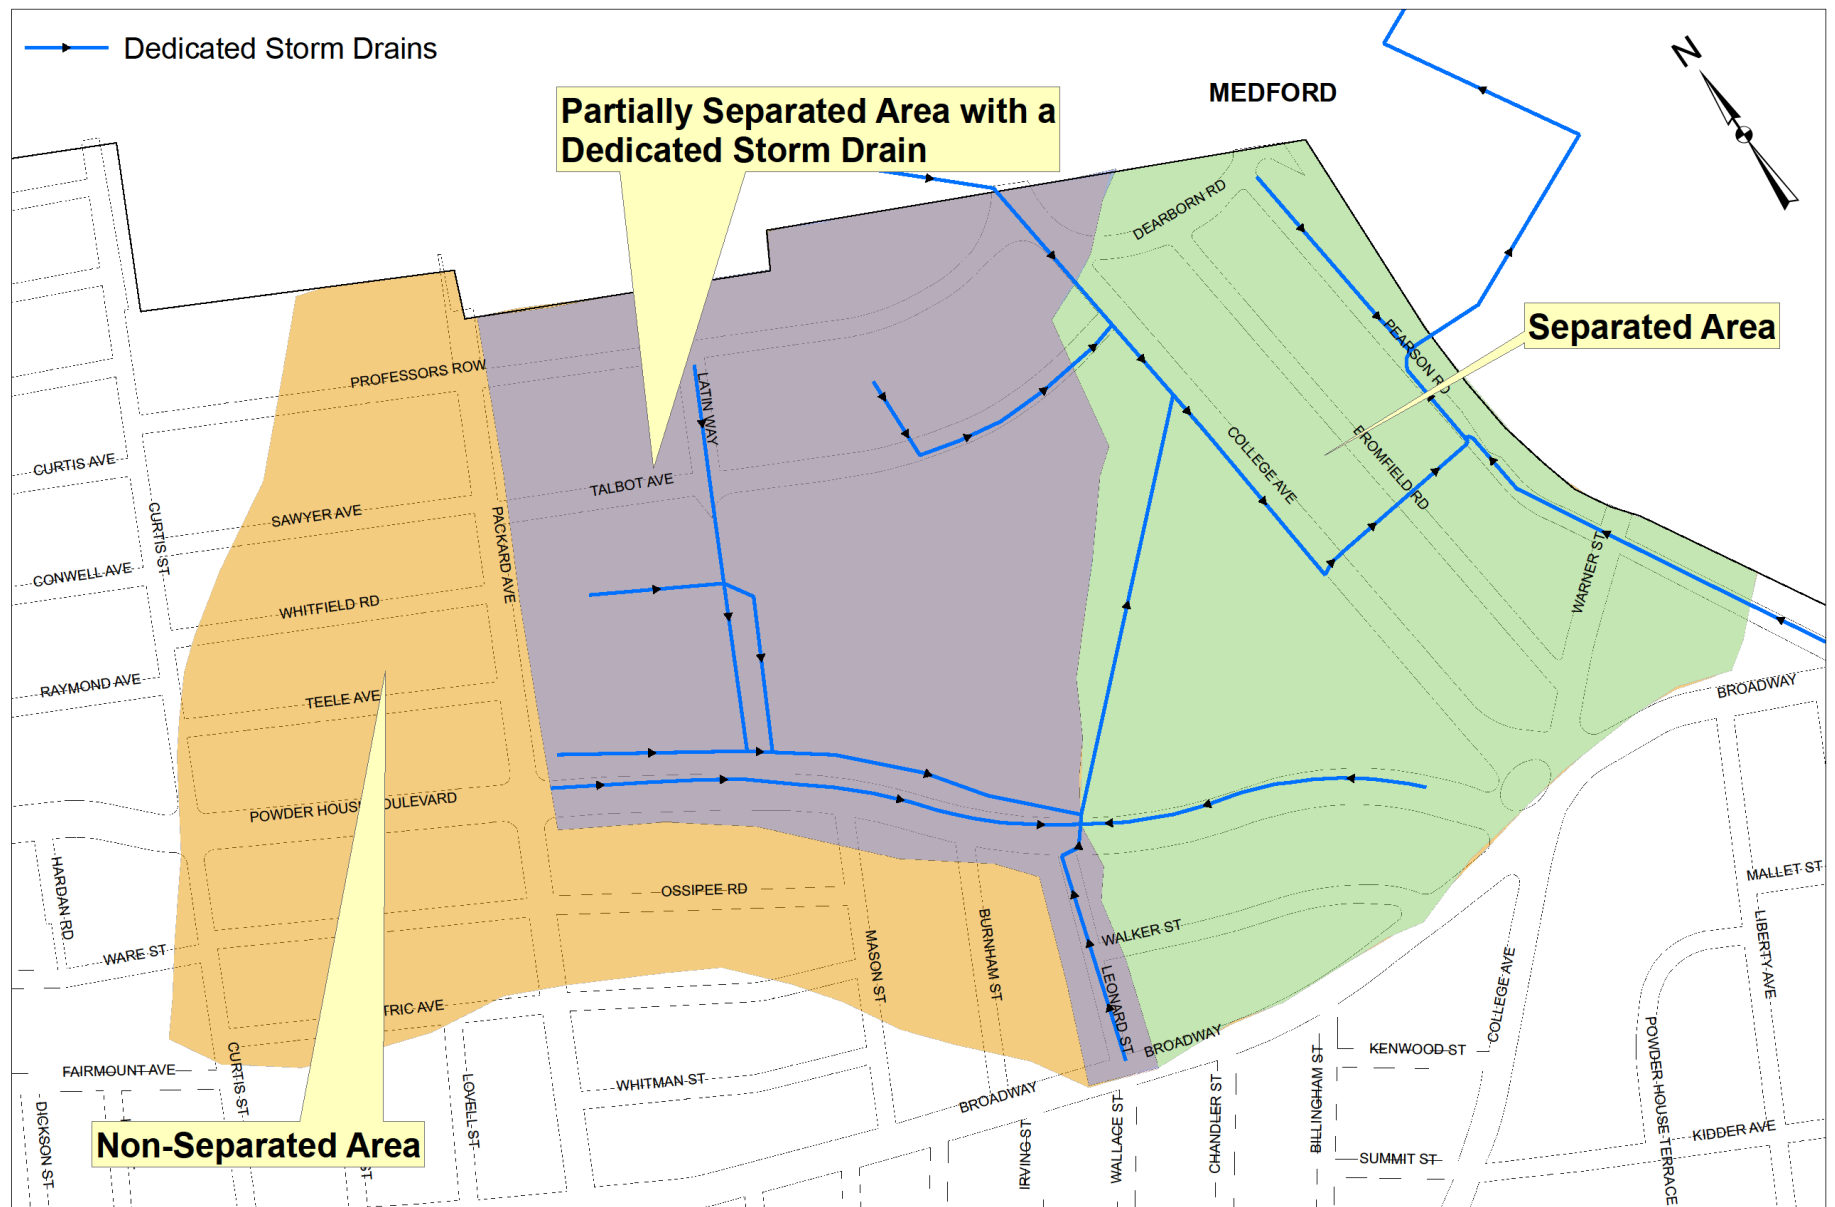 Dedicated Storm Drains
N
MEDFORD
Partially Separated Area with a
Dedicated Storm Drain
DEARBORN RD
Separated Area
PEARSON RD
PROFESSORS ROW
LATIN WAY
CURTIS AVE
TALBOT AVE
COLLEGE AVE
BROMFIELD RD
SAWYER AVE
CURTIS ST
PACKARD AVE
CONWELL AVE
WHITFIELD RD
WARNER ST
RAYMOND AVE
TEELE AVE
BROADWAY
POWDER HOUSE BOULEVARD
HARDAN RD
OSSIPEE RD
MALLET ST
WARE ST
MASON ST
BURNHAM ST
WALKER ST
LEONARD ST
LIBERTY AVE
COLLEGE AVE
TRIC AVE
BROADWAY
KENWOOD ST
FAIRMOUNT AVE
CURTIS ST
LOVELL ST
WHITMAN ST
BROADWAY
POWDER HOUSE TERRACE
DICKSON ST
Non-Separated Area
ST
IRVING ST
WALLACE ST
CHANDLER ST
BILLINGHAM ST
SUMMIT ST
KIDDER AVE